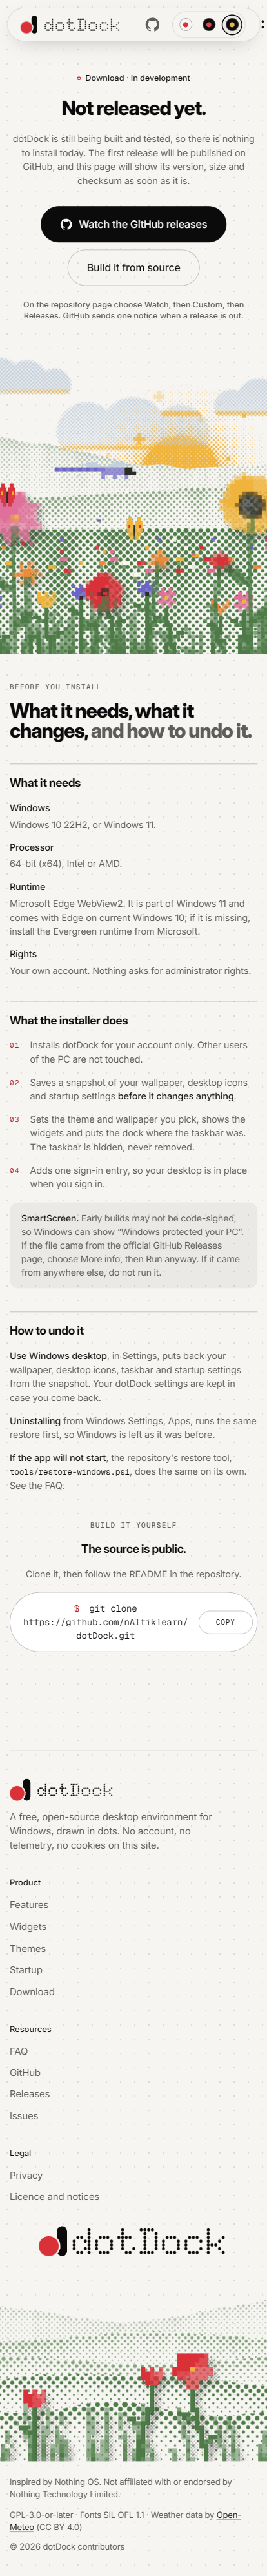 dotDock
Download · In development
Not released yet.
dotDock is still being built and tested, so there is nothing
to install today. The first release will be published on
GitHub, and this page will show its version, size and
checksum as soon as it is.
Watch the GitHub releases
Build it from source
On the repository page choose Watch, then Custom, then
Releases. GitHub sends one notice when a release is out.
BEFORE YOU INSTALL
What it needs, what it
changes, and how to undo it.
What it needs
Windows
Windows 10 22H2, or Windows 11.
Processor
64-bit (x64), Intel or AMD.
Runtime
Microsoft Edge WebView2. It is part of Windows 11 and
comes with Edge on current Windows 10; if it is missing,
install the Evergreen runtime from Microsoft.
Rights
Your own account. Nothing asks for administrator rights.
What the installer does
01 Installs dotDock for your account only. Other users
of the PC are not touched.
02 Saves a snapshot of your wallpaper, desktop icons
and startup settings before it changes anything.
03 Sets the theme and wallpaper you pick, shows the
widgets and puts the dock where the taskbar was.
The taskbar is hidden, never removed.
04 Adds one sign-in entry, so your desktop is in place
when you sign in.
SmartScreen. Early builds may not be code-signed,
so Windows can show "Windows protected your PC".
If the file came from the official GitHub Releases
page, choose More info, then Run anyway. If it came
from anywhere else, do not run it.
How to undo it
Use Windows desktop, in Settings, puts back your
wallpaper, desktop icons, taskbar and startup settings
from the snapshot. Your dotDock settings are kept in
case you come back.
Uninstalling from Windows Settings, Apps, runs the same
restore first, so Windows is left as it was before.
If the app will not start, the repository's restore tool,
tools/restore-windows.ps1, does the same on its own.
See the FAQ.
BUILD IT YOURSELF
The source is public.
Clone it, then follow the README in the repository.
$ git clone
https://github.com/nAItiklearn/
dotDock.git
COPY
dotDock
A free, open-source desktop environment for
Windows, drawn in dots. No account, no
telemetry, no cookies on this site.
Product
Features
Widgets
Themes
Startup
Download
Resources
FAQ
GitHub
Releases
Issues
Legal
Privacy
Licence and notices
dotDock
Inspired by Nothing OS. Not affiliated with or endorsed by
Nothing Technology Limited.
GPL-3.0-or-later · Fonts SIL OFL 1.1 · Weather data by Open-
Meteo (CC BY 4.0)
© 2026 dotDock contributors